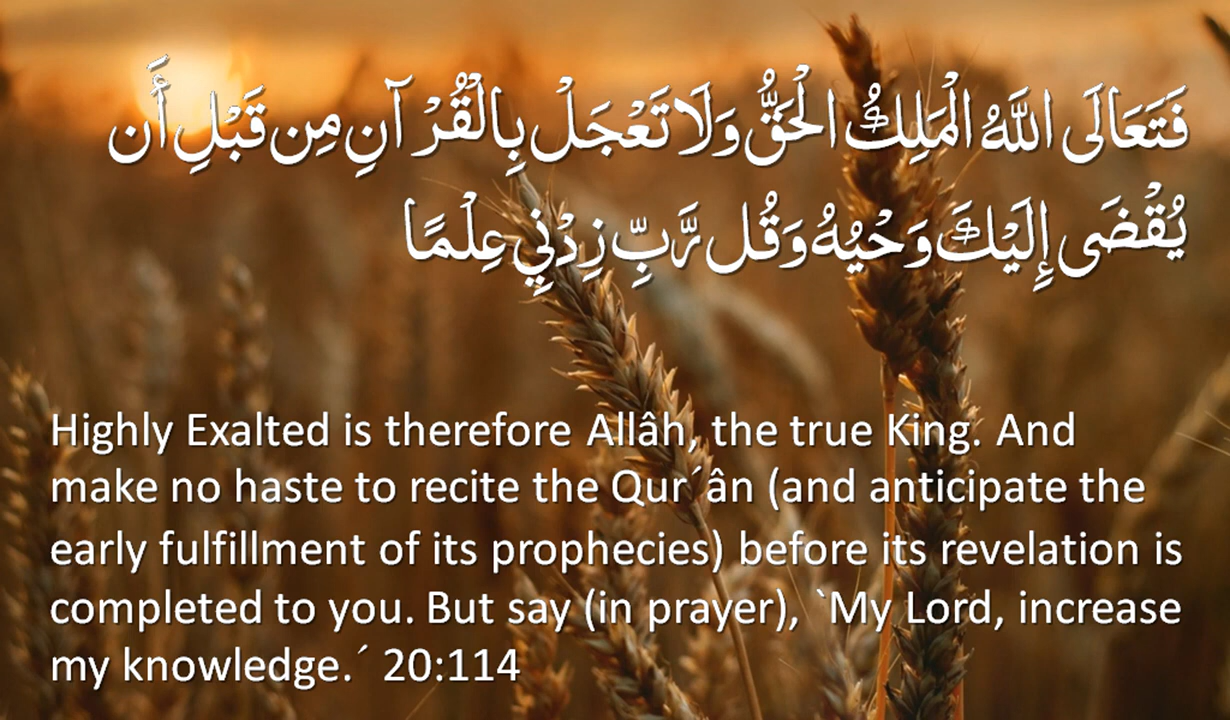 فَتَعَالَى اللَّهُ الْمَلِكُ الْحَقُّ وَلَا تَعْجَلْ بِالْقُرْآنِ مِن قَبْلِ أَن
يُقْضَى إِلَيْكَ وَحْيُهُ وَقُل رَّبِّ زِدْنِي عِلْمًا
Highly Exalted is therefore Allâh, the true King. And
make no haste to recite the Qur´ân (and anticipate the
early fulfillment of its prophecies) before its revelation is
completed to you. But say (in prayer), `My Lord, increase
my knowledge.´ 20:114